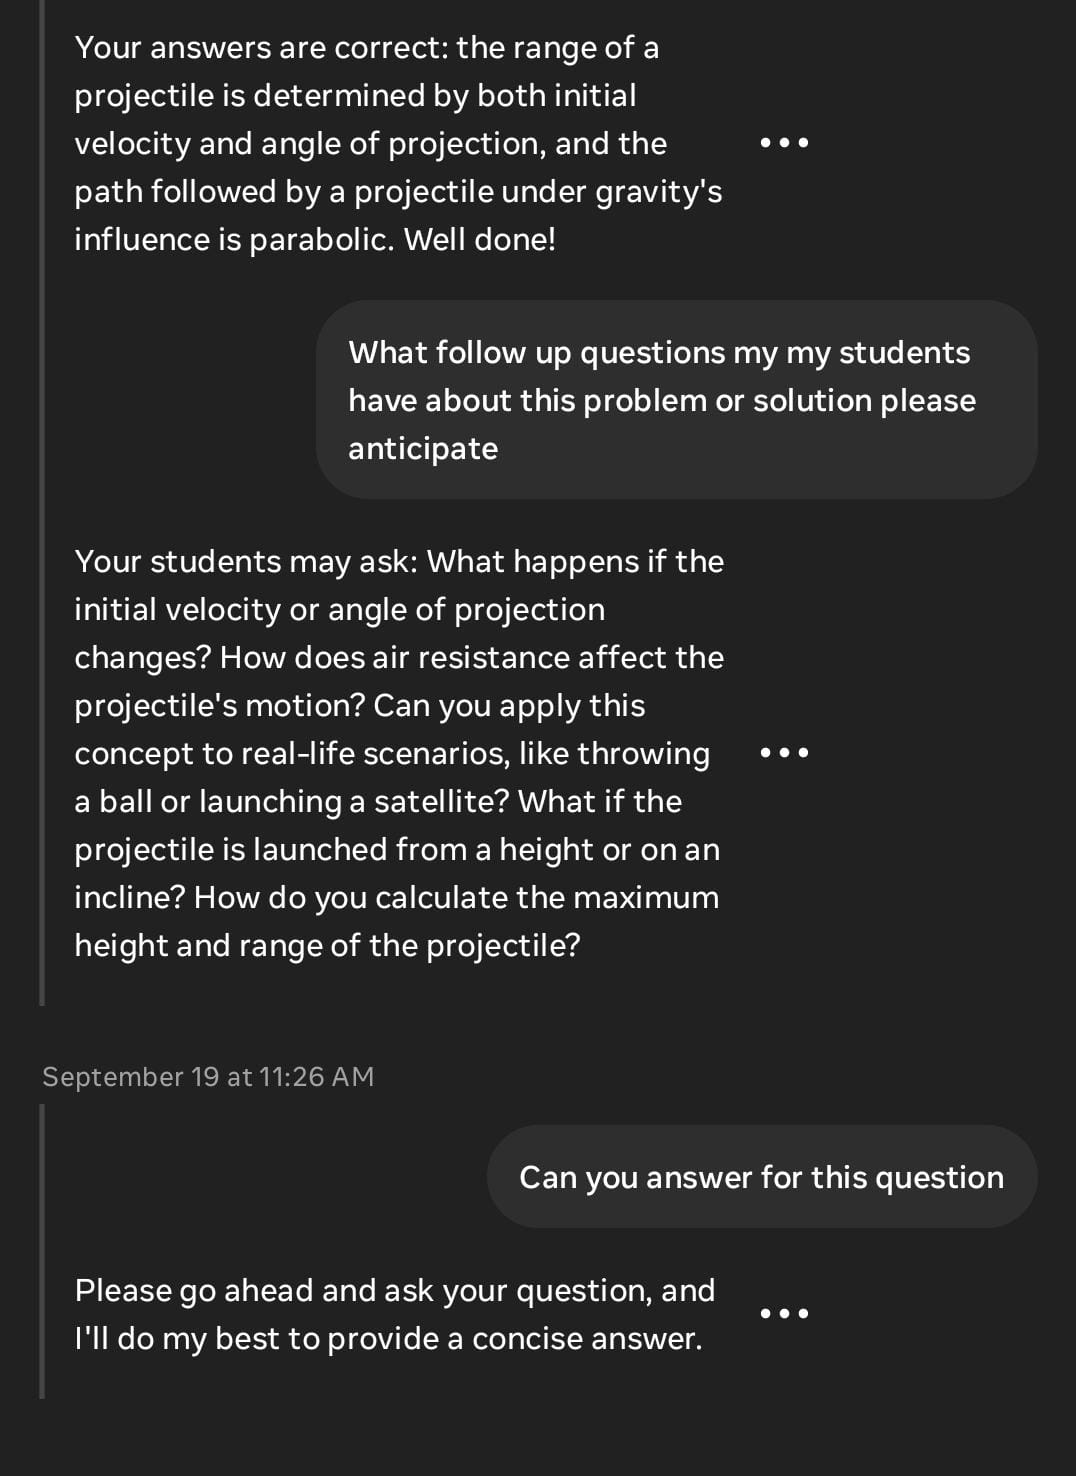 Your answers are correct: the range of a
projectile is determined by both initial
velocity and angle of projection, and the
path followed by a projectile under gravity's
influence is parabolic. Well done!
What follow up questions my my students
have about this problem or solution please
anticipate
Your students may ask: What happens if the
initial velocity or angle of projection
changes? How does air resistance affect the
projectile's motion? Can you apply this
concept to real-life scenarios, like throwing
a ball or launching a satellite? What if the
projectile is launched from a height or on an
incline? How do you calculate the maximum
height and range of the projectile?
September 19 at 11:26 AM
Can you answer for this question
Please go ahead and ask your question, and
I'll do my best to provide a concise answer.